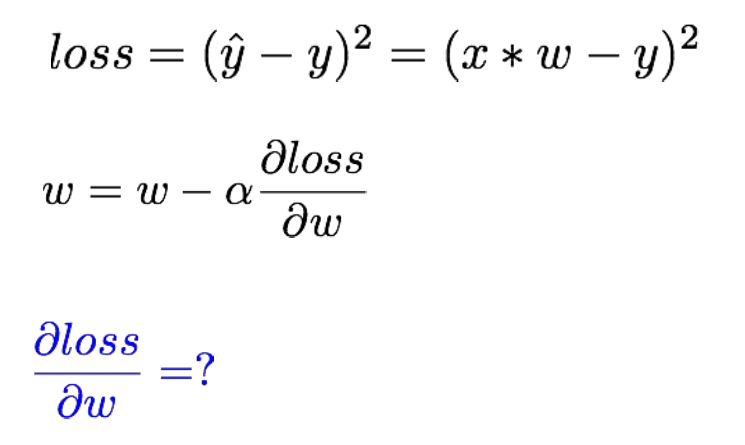 loss = (ŷ − y)² = (x ∗ w − y)²
w = w − α ∂loss/∂w
∂loss/∂w =?